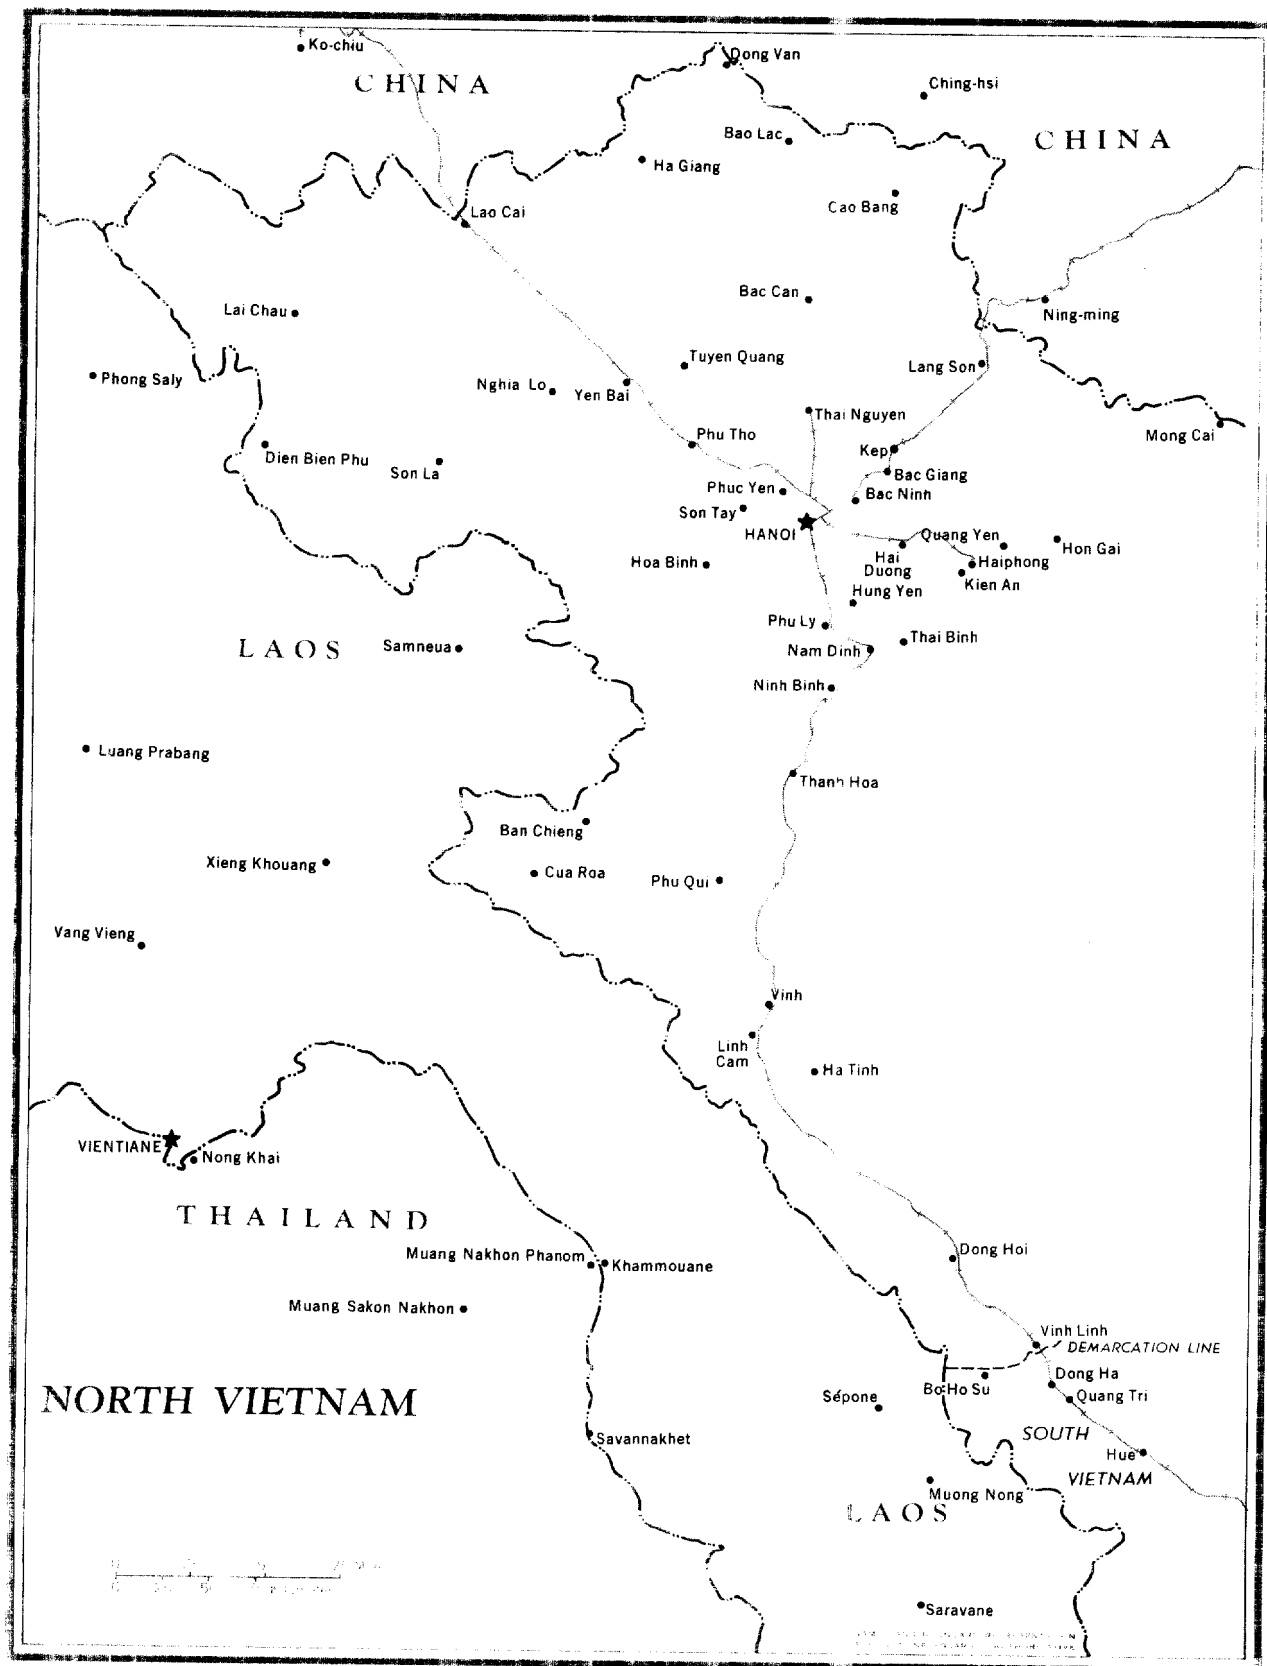 Ko-chiu
CHINA
Dong Van
Ching-hsi
Bao Lac
CHINA
Ha Giang
Cao Bang
Lao Cai
Bac Can
Lai Chau
Ning-ming
Tuyen Quang
Lang Son
Phong Saly
Nghia Lo
Yen Bai
Thai Nguyen
Mong Cai
Phu Tho
Kep
Dien Bien Phu
Son La
Bac Giang
Phuc Yen
Bac Ninh
Son Tay
HANOI
Quang Yen
Hon Gai
Hai
Duong
Haiphong
Hoa Binh
Kien An
Hung Yen
Phu Ly
Thai Binh
LAOS
Samneua
Nam Dinh
Ninh Binh
Luang Prabang
Thanh Hoa
Ban Chieng
Xieng Khouang
Cua Roa
Phu Qui
Vang Vieng
Vinh
Linh
Cam
Ha Tinh
VIENTIANE
Nong Khai
THAILAND
Dong Hoi
Muang Nakhon Phanom
Khammouane
Muang Sakon Nakhon
Vinh Linh
DEMARCATION LINE
Dong Ha
Bo Ho Su
Quang Tri
Sépone
NORTH VIETNAM
SOUTH
VIETNAM
Savannakhet
Hue
Muong Nong
LAOS
Saravane